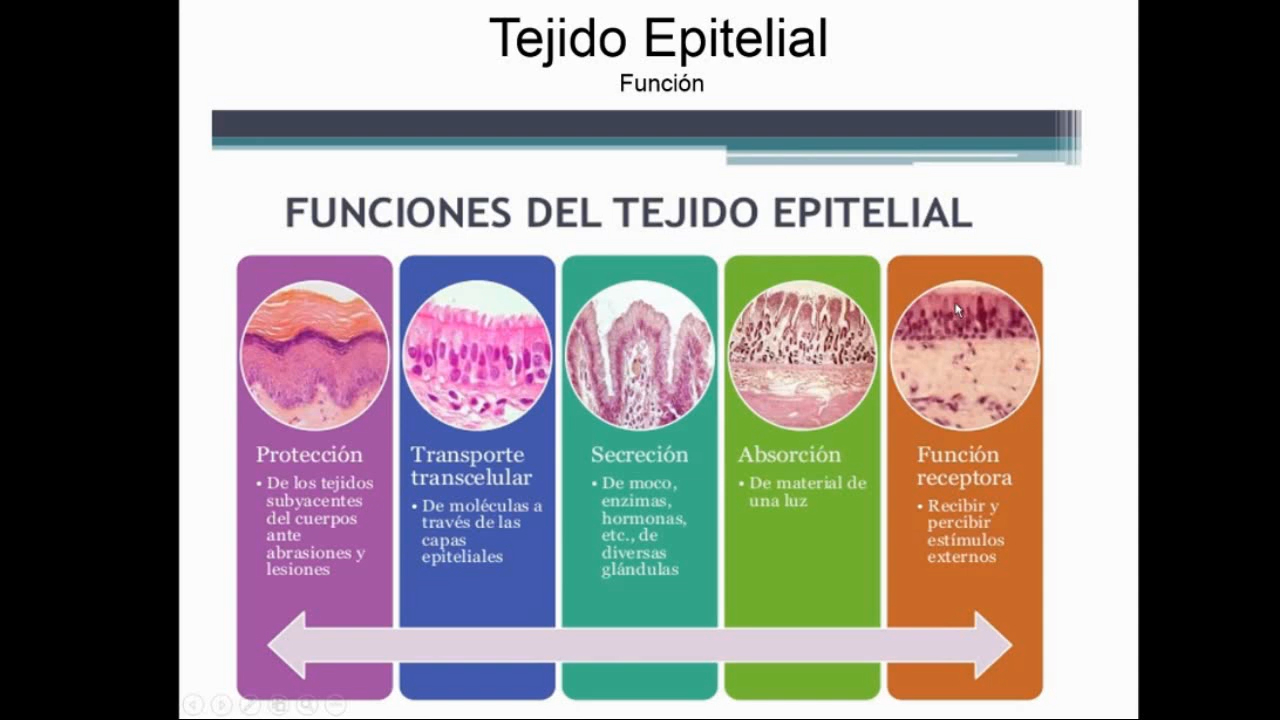 Tejido Epitelial
Función
FUNCIONES DEL TEJIDO EPITELIAL
Protección
• De los tejidos
subyacentes
del cuerpos
ante
abrasiones y
lesiones
Transporte
transcelular
• De moléculas a
través de las
capas
epiteliales
Secreción
• De moco,
enzimas,
hormonas,
etc., de
diversas
glándulas
Absorción
• De material de
una luz
Función
receptora
• Recibir y
percibir
estímulos
externos